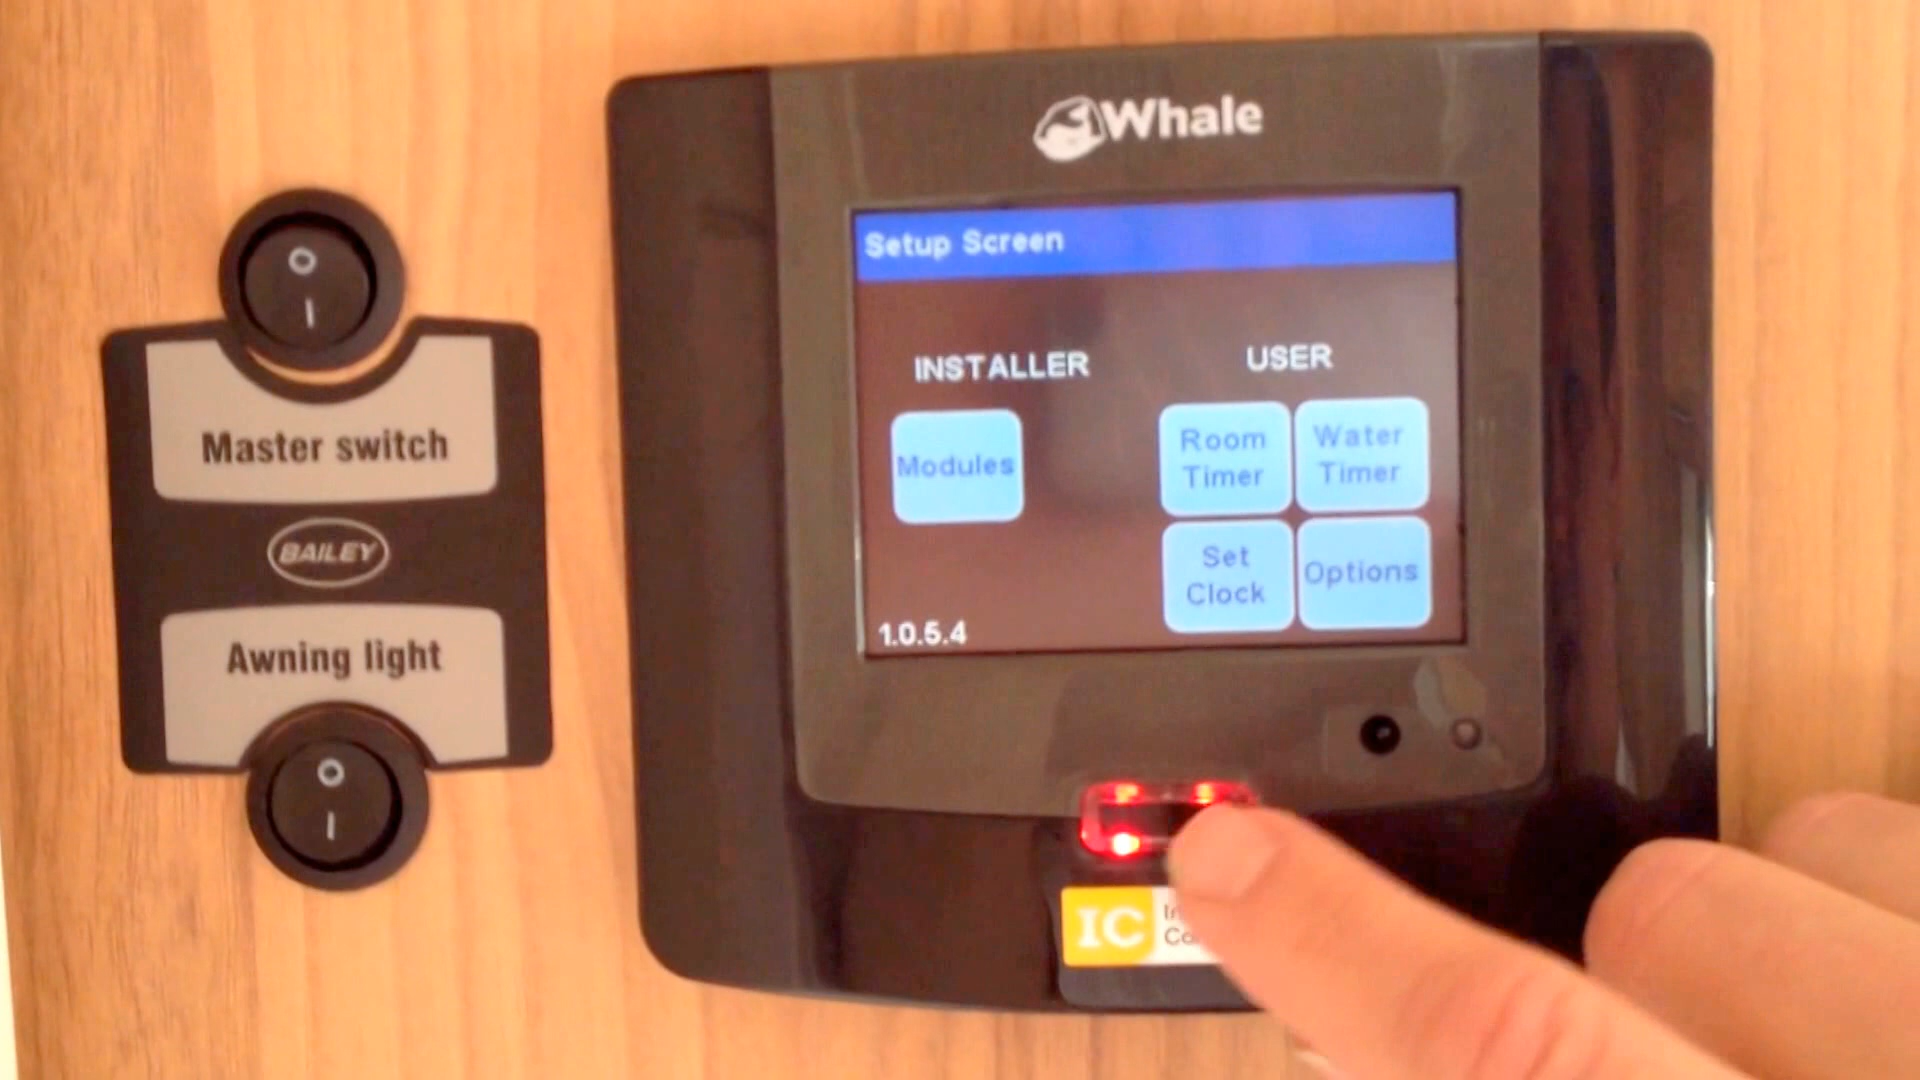 Whale
Setup Screen
INSTALLER
USER
Modules
Room
Timer
Water
Timer
Set
Clock
Options
1.0.5.4
O
I
Master switch
BAILEY
Awning light
O
I
IC